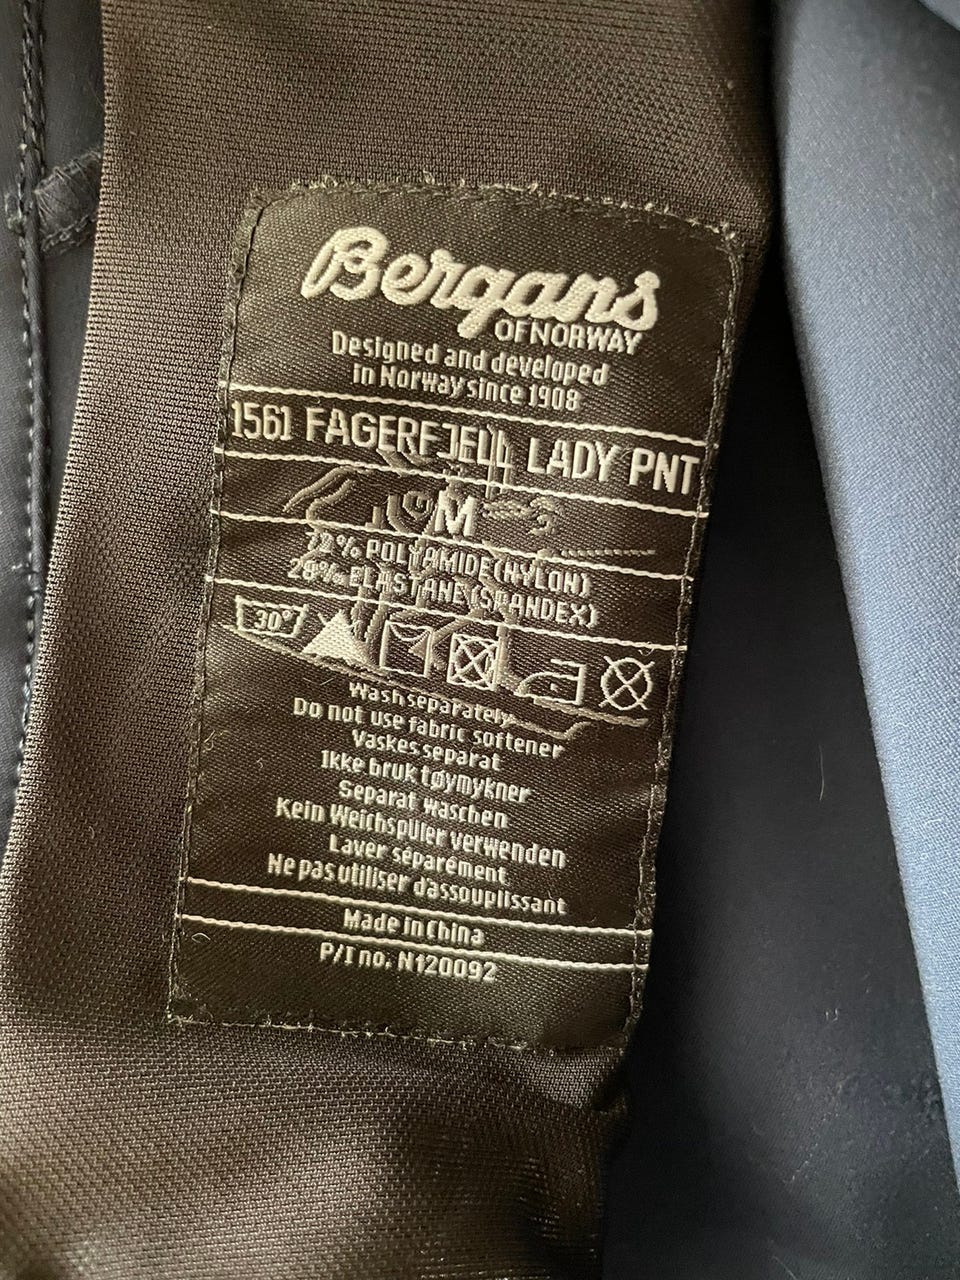 Bergans
OF NORWAY
Designed and developed
in Norway since 1908
1561 FAGERFJELL LADY PNT
M
72% POLYAMIDE(NYLON)
28% ELASTANE(SPANDEX)
30°
Wash separately
Do not use fabric softener
Vaskes separat
Ikke bruk tøymykner
Separat waschen
Kein Weichspüler verwenden
Laver séparément
Ne pas utiliser dassouplissant
Made in China
P/I no. N120092